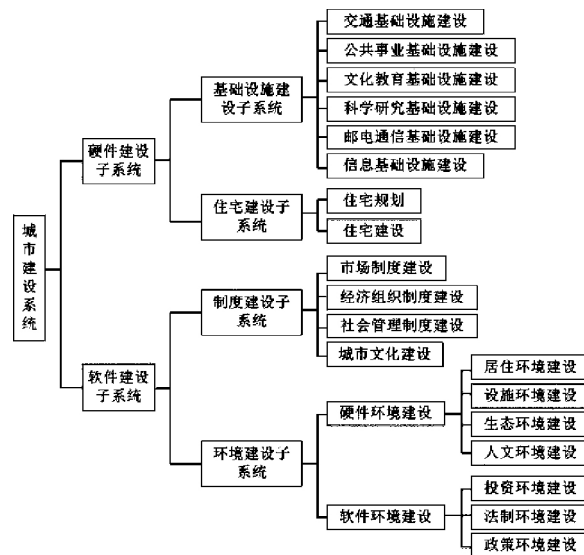 城市建设系统
硬件建设
子系统
基础设施建
设子系统
交通基础设施建设
公共事业基础设施建设
文化教育基础设施建设
科学研究基础设施建设
邮电通信基础设施建设
信息基础设施建设
住宅建设子
系统
住宅规划
住宅建设
软件建设
子系统
制度建设子
系统
市场制度建设
经济组织制度建设
社会管理制度建设
城市文化建设
环境建设子
系统
硬件环境建设
居住环境建设
设施环境建设
生态环境建设
人文环境建设
软件环境建设
投资环境建设
法制环境建设
政策环境建设